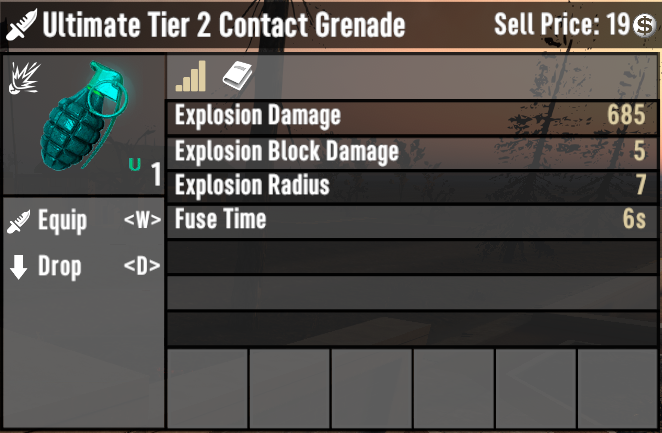 Ultimate Tier 2 Contact Grenade Sell Price: 19
U 1
Equip <W>
Drop <D>
Explosion Damage 685
Explosion Block Damage 5
Explosion Radius 7
Fuse Time 6s